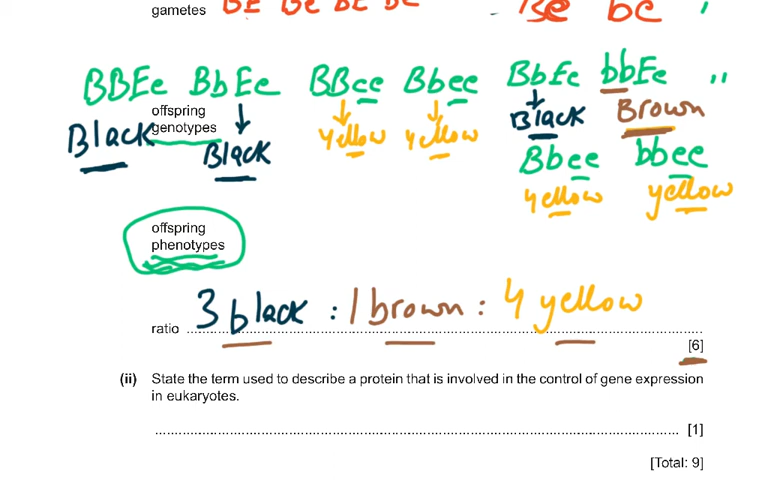 gametes BE Be bE be Be be
BBEe BbEe BBee Bbee BbEe bbEe "
offspring
genotypes
Black Black yellow yellow Black Brown
Bbee bbee
yellow yellow
offspring
phenotypes
ratio 3 black : 1 brown : 4 yellow
[6]
(ii) State the term used to describe a protein that is involved in the control of gene expression
in eukaryotes.
[1]
[Total: 9]